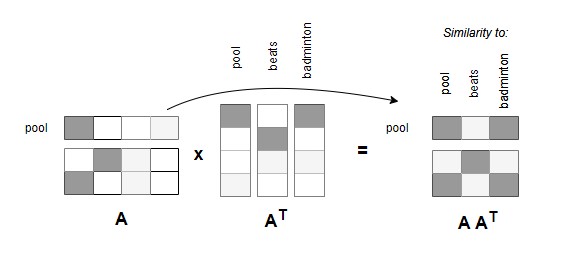 Similarity to:
pool
beats
badminton
pool
beats
badminton
pool
pool
x
=
A
A^T
A A^T